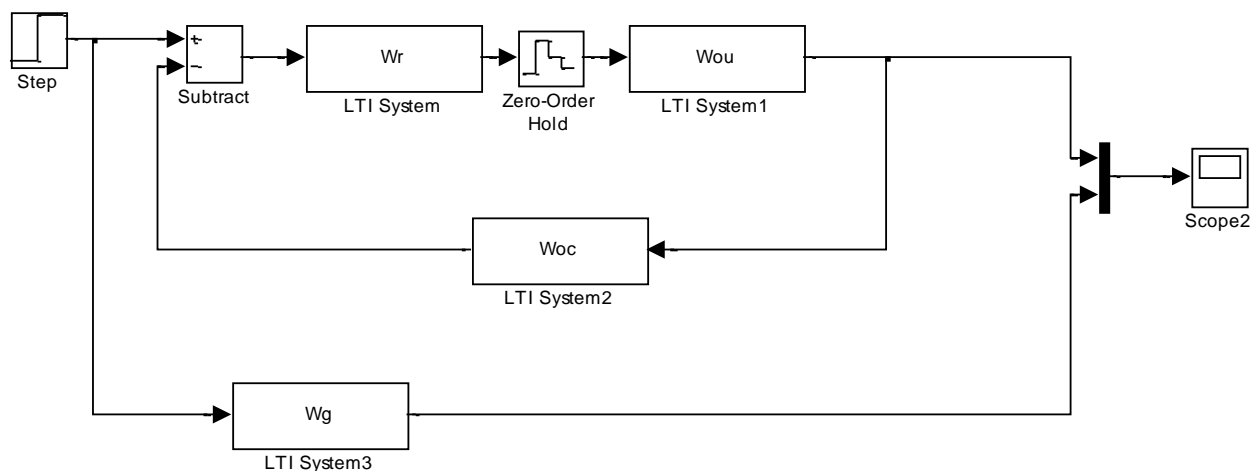 Step
+
−
Subtract
Wr
LTI System
Zero-Order
Hold
Wou
LTI System1
Woc
LTI System2
Scope2
Wg
LTI System3